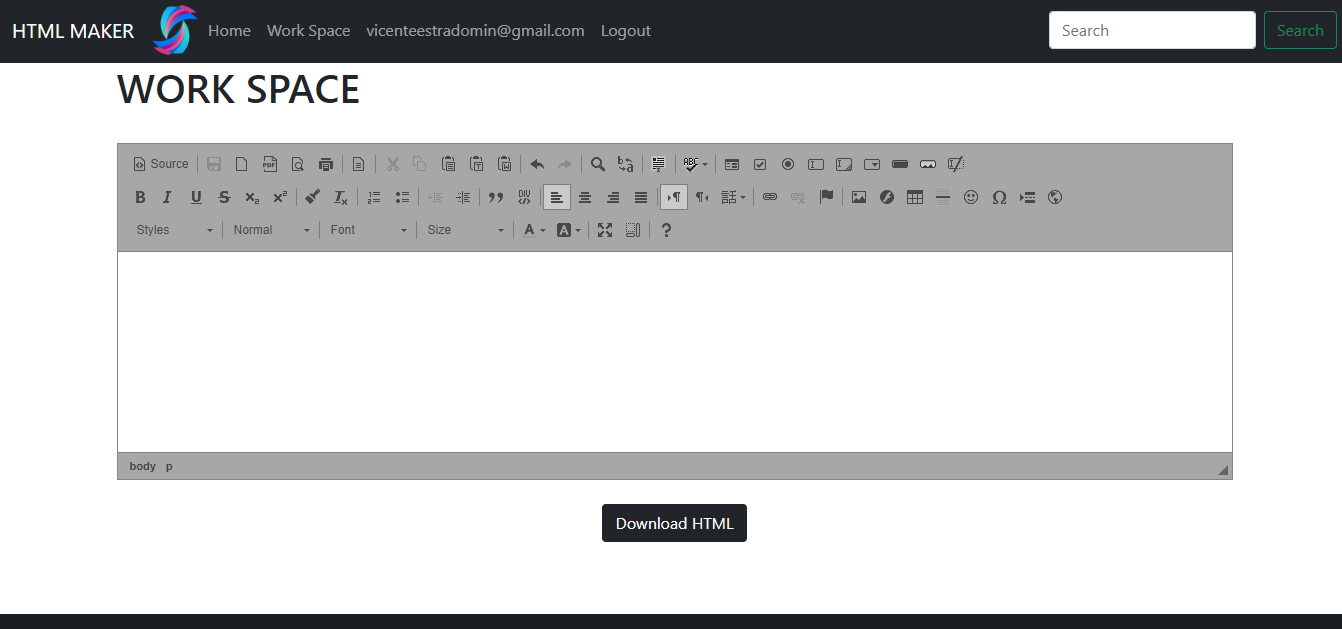 HTML MAKER Home Work Space vicenteestradomin@gmail.com Logout Search Search
WORK SPACE
Source
Styles Normal Font Size A A ?
body p
Download HTML